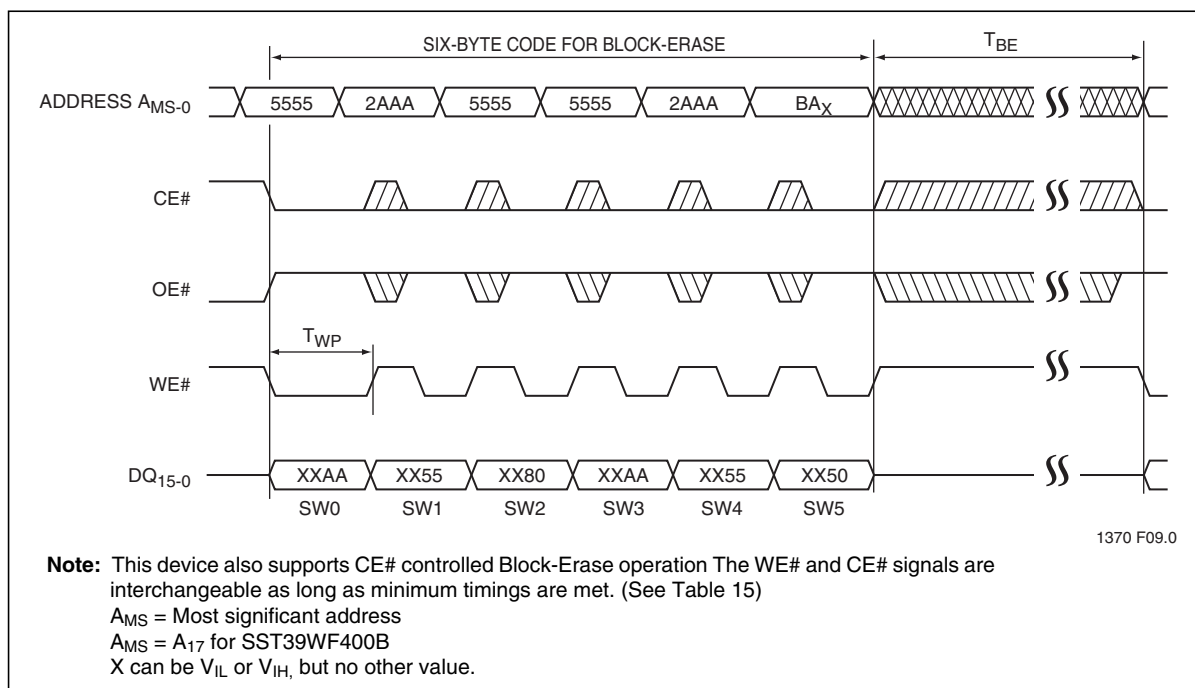 SIX-BYTE CODE FOR BLOCK-ERASE
TBE
ADDRESS AMS-0
5555 2AAA 5555 5555 2AAA BAX
CE#
OE#
TWP
WE#
DQ15-0
XXAA XX55 XX80 XXAA XX55 XX50
SW0 SW1 SW2 SW3 SW4 SW5
1370 F09.0
Note: This device also supports CE# controlled Block-Erase operation The WE# and CE# signals are
interchangeable as long as minimum timings are met. (See Table 15)
AMS = Most significant address
AMS = A17 for SST39WF400B
X can be VIL or VIH, but no other value.